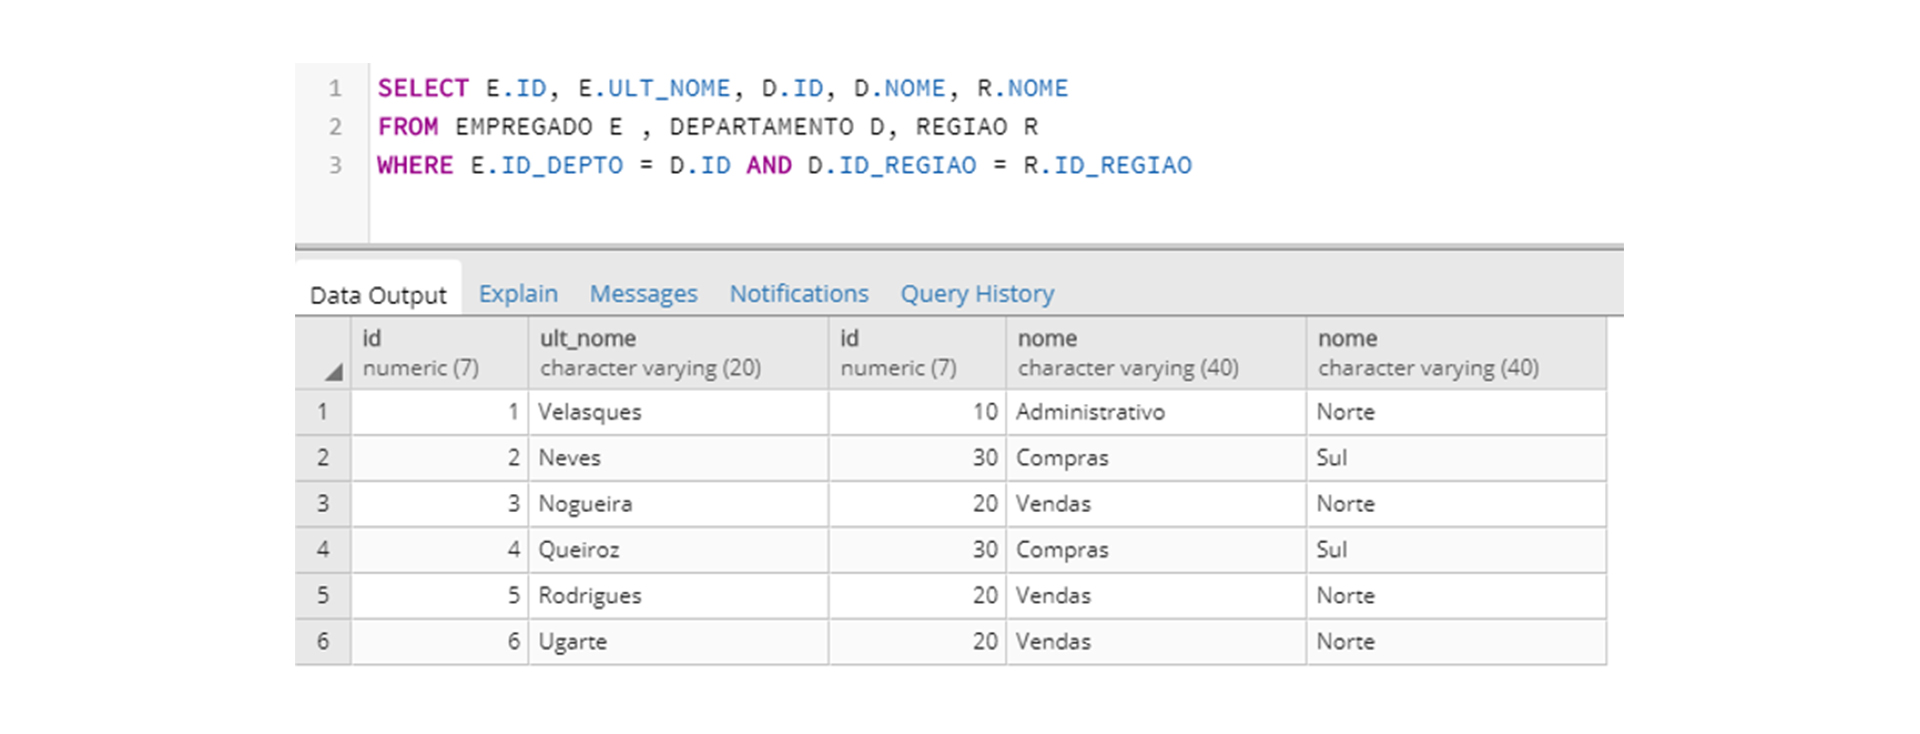 1 SELECT E.ID, E.ULT_NOME, D.ID, D.NOME, R.NOME
2 FROM EMPREGADO E , DEPARTAMENTO D, REGIAO R
3 WHERE E.ID_DEPTO = D.ID AND D.ID_REGIAO = R.ID_REGIAO
Data Output Explain Messages Notifications Query History
id ult_nome id nome nome
numeric (7) character varying (20) numeric (7) character varying (40) character varying (40)
1 1 Velasques 10 Administrativo Norte
2 2 Neves 30 Compras Sul
3 3 Nogueira 20 Vendas Norte
4 4 Queiroz 30 Compras Sul
5 5 Rodrigues 20 Vendas Norte
6 6 Ugarte 20 Vendas Norte